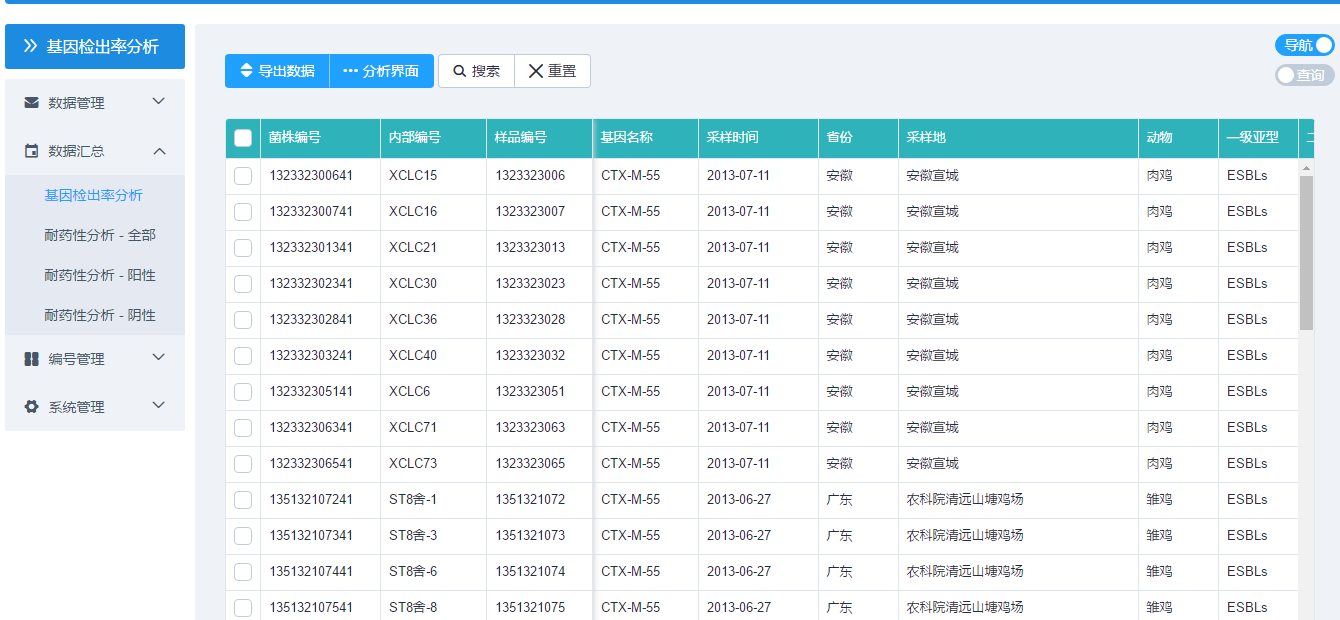 基因检出率分析
数据管理
数据汇总
基因检出率分析
耐药性分析 - 全部
耐药性分析 - 阳性
耐药性分析 - 阴性
编号管理
系统管理
导出数据 分析界面 搜索 重置
导航
查询
菌株编号 内部编号 样品编号 基因名称 采样时间 省份 采样地 动物 一级亚型
132332300641 XCLC15 1323323006 CTX-M-55 2013-07-11 安徽 安徽宣城 肉鸡 ESBLs
132332300741 XCLC16 1323323007 CTX-M-55 2013-07-11 安徽 安徽宣城 肉鸡 ESBLs
132332301341 XCLC21 1323323013 CTX-M-55 2013-07-11 安徽 安徽宣城 肉鸡 ESBLs
132332302341 XCLC30 1323323023 CTX-M-55 2013-07-11 安徽 安徽宣城 肉鸡 ESBLs
132332302841 XCLC36 1323323028 CTX-M-55 2013-07-11 安徽 安徽宣城 肉鸡 ESBLs
132332303241 XCLC40 1323323032 CTX-M-55 2013-07-11 安徽 安徽宣城 肉鸡 ESBLs
132332305141 XCLC6 1323323051 CTX-M-55 2013-07-11 安徽 安徽宣城 肉鸡 ESBLs
132332306341 XCLC71 1323323063 CTX-M-55 2013-07-11 安徽 安徽宣城 肉鸡 ESBLs
132332306541 XCLC73 1323323065 CTX-M-55 2013-07-11 安徽 安徽宣城 肉鸡 ESBLs
135132107241 ST8舍-1 1351321072 CTX-M-55 2013-06-27 广东 农科院清远山塘鸡场 雏鸡 ESBLs
135132107341 ST8舍-3 1351321073 CTX-M-55 2013-06-27 广东 农科院清远山塘鸡场 雏鸡 ESBLs
135132107441 ST8舍-6 1351321074 CTX-M-55 2013-06-27 广东 农科院清远山塘鸡场 雏鸡 ESBLs
135132107541 ST8舍-8 1351321075 CTX-M-55 2013-06-27 广东 农科院清远山塘鸡场 雏鸡 ESBLs